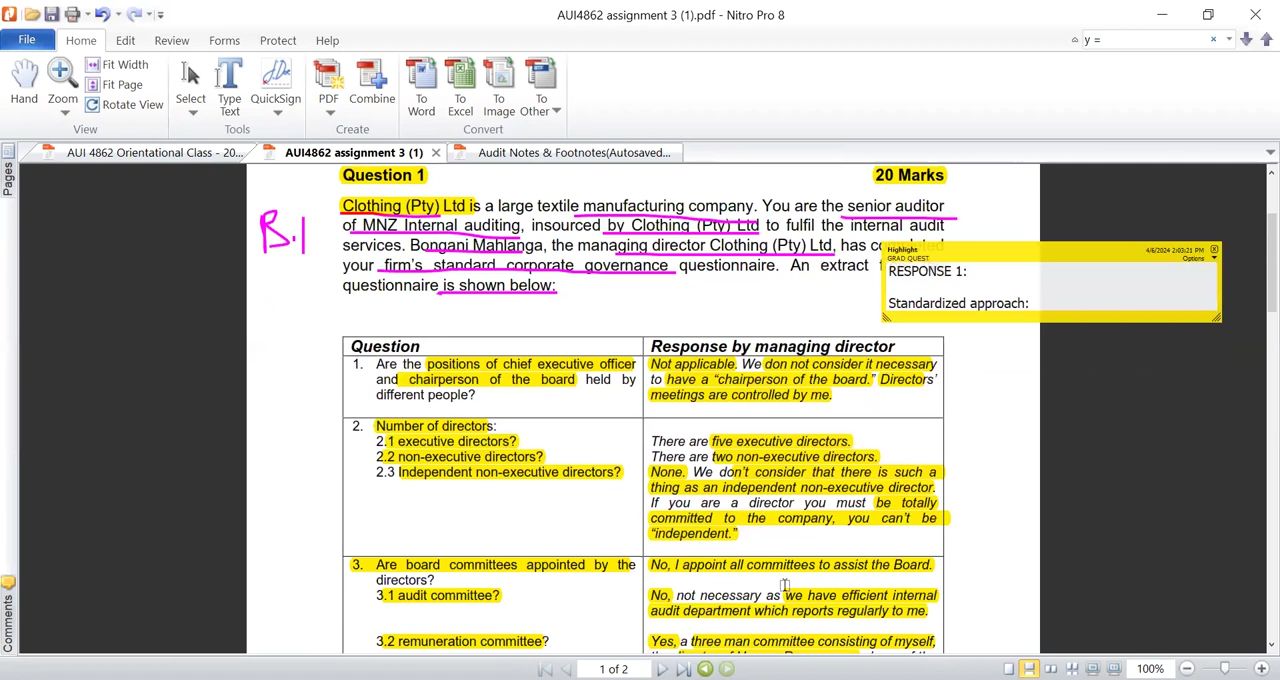 AUI4862 assignment 3 (1).pdf - Nitro Pro 8
File Home Edit Review Forms Protect Help
y =
Hand
Zoom
Fit Width
Fit Page
Rotate View
View
Select
Type Text
QuickSign
Tools
PDF
Combine
Create
To Word
To Excel
To Image
To Other
Convert
AUI 4862 Orientational Class - 20...
AUI4862 assignment 3 (1)
Audit Notes & Footnotes(Autosaved...
Pages
Comments
Question 1 20 Marks
Clothing (Pty) Ltd is a large textile manufacturing company. You are the senior auditor
of MNZ Internal auditing, insourced by Clothing (Pty) Ltd to fulfil the internal audit
services. Bongani Mahlanga, the managing director Clothing (Pty) Ltd, has
your firm's standard corporate governance questionnaire. An extract
questionnaire is shown below:
B.1
Highlight 4/6/2024 2:03:21 PM
GRAD QUEST Options
RESPONSE 1:
Standardized approach:
Question
Response by managing director
1. Are the positions of chief executive officer
and chairperson of the board held by
different people?
Not applicable. We don not consider it necessary
to have a "chairperson of the board." Directors'
meetings are controlled by me.
2. Number of directors:
2.1 executive directors?
2.2 non-executive directors?
2.3 Independent non-executive directors?
There are five executive directors.
There are two non-executive directors.
None. We don't consider that there is such a
thing as an independent non-executive director.
If you are a director you must be totally
committed to the company, you can't be
"independent."
3. Are board committees appointed by the
directors?
3.1 audit committee?
3.2 remuneration committee?
No, I appoint all committees to assist the Board.
No, not necessary as we have efficient internal
audit department which reports regularly to me.
Yes, a three man committee consisting of myself,
1 of 2
100%